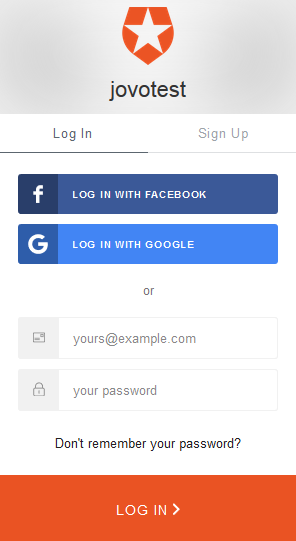 jovotest
Log In
Sign Up
LOG IN WITH FACEBOOK
LOG IN WITH GOOGLE
or
yours@example.com
your password
Don't remember your password?
LOG IN